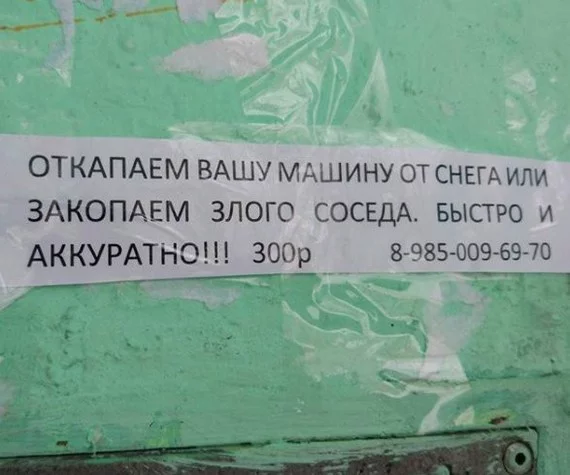 ОТКАПАЕМ ВАШУ МАШИНУ ОТ СНЕГА ИЛИ
ЗАКОПАЕМ ЗЛОГО СОСЕДА. БЫСТРО И
АККУРАТНО!!! 300р 8-985-009-69-70